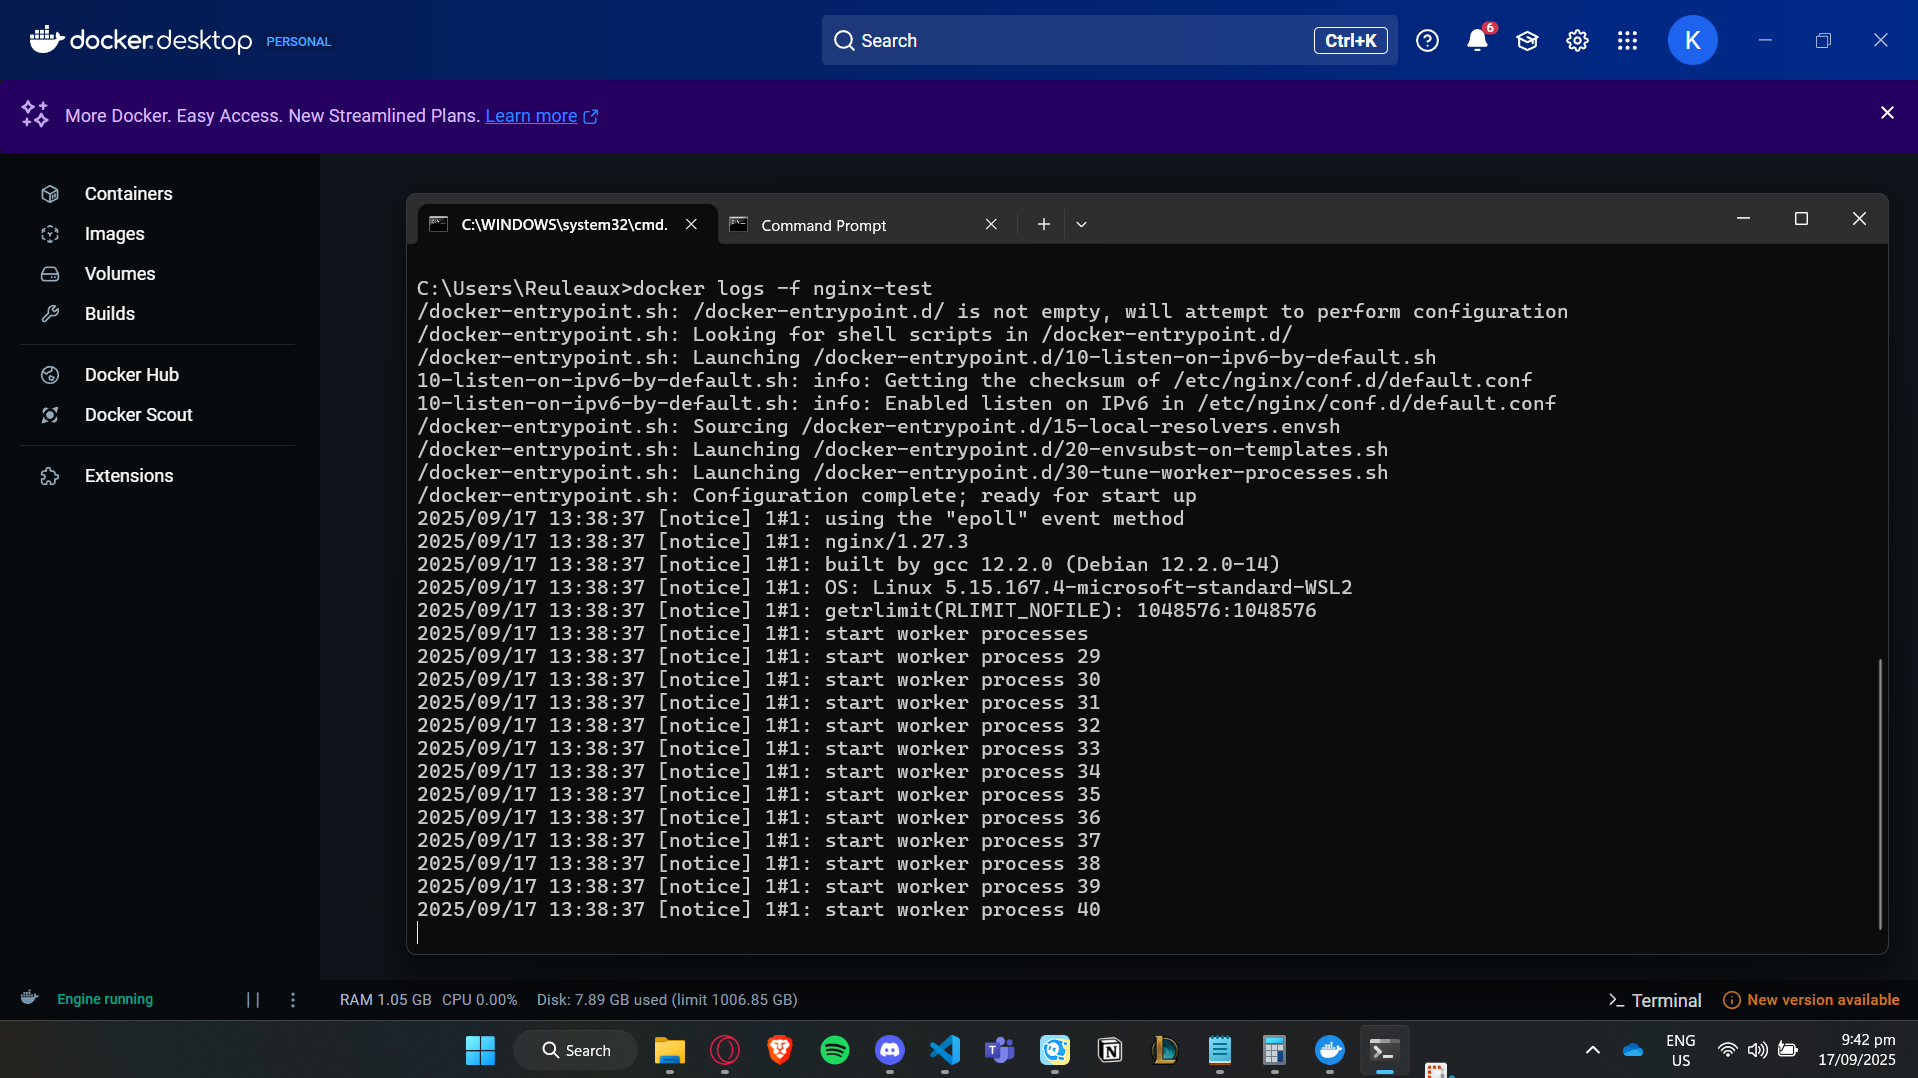 docker.desktop PERSONAL
Search Ctrl+K
6
K
More Docker. Easy Access. New Streamlined Plans. Learn more
Containers
Images
Volumes
Builds
Docker Hub
Docker Scout
Extensions
C:\WINDOWS\system32\cmd.
Command Prompt
C:\Users\Reuleaux>docker logs -f nginx-test
/docker-entrypoint.sh: /docker-entrypoint.d/ is not empty, will attempt to perform configuration
/docker-entrypoint.sh: Looking for shell scripts in /docker-entrypoint.d/
/docker-entrypoint.sh: Launching /docker-entrypoint.d/10-listen-on-ipv6-by-default.sh
10-listen-on-ipv6-by-default.sh: info: Getting the checksum of /etc/nginx/conf.d/default.conf
10-listen-on-ipv6-by-default.sh: info: Enabled listen on IPv6 in /etc/nginx/conf.d/default.conf
/docker-entrypoint.sh: Sourcing /docker-entrypoint.d/15-local-resolvers.envsh
/docker-entrypoint.sh: Launching /docker-entrypoint.d/20-envsubst-on-templates.sh
/docker-entrypoint.sh: Launching /docker-entrypoint.d/30-tune-worker-processes.sh
/docker-entrypoint.sh: Configuration complete; ready for start up
2025/09/17 13:38:37 [notice] 1#1: using the "epoll" event method
2025/09/17 13:38:37 [notice] 1#1: nginx/1.27.3
2025/09/17 13:38:37 [notice] 1#1: built by gcc 12.2.0 (Debian 12.2.0-14)
2025/09/17 13:38:37 [notice] 1#1: OS: Linux 5.15.167.4-microsoft-standard-WSL2
2025/09/17 13:38:37 [notice] 1#1: getrlimit(RLIMIT_NOFILE): 1048576:1048576
2025/09/17 13:38:37 [notice] 1#1: start worker processes
2025/09/17 13:38:37 [notice] 1#1: start worker process 29
2025/09/17 13:38:37 [notice] 1#1: start worker process 30
2025/09/17 13:38:37 [notice] 1#1: start worker process 31
2025/09/17 13:38:37 [notice] 1#1: start worker process 32
2025/09/17 13:38:37 [notice] 1#1: start worker process 33
2025/09/17 13:38:37 [notice] 1#1: start worker process 34
2025/09/17 13:38:37 [notice] 1#1: start worker process 35
2025/09/17 13:38:37 [notice] 1#1: start worker process 36
2025/09/17 13:38:37 [notice] 1#1: start worker process 37
2025/09/17 13:38:37 [notice] 1#1: start worker process 38
2025/09/17 13:38:37 [notice] 1#1: start worker process 39
2025/09/17 13:38:37 [notice] 1#1: start worker process 40
Engine running
RAM 1.05 GB CPU 0.00% Disk: 7.89 GB used (limit 1006.85 GB)
Terminal
New version available
Search
ENG
US
9:42 pm
17/09/2025